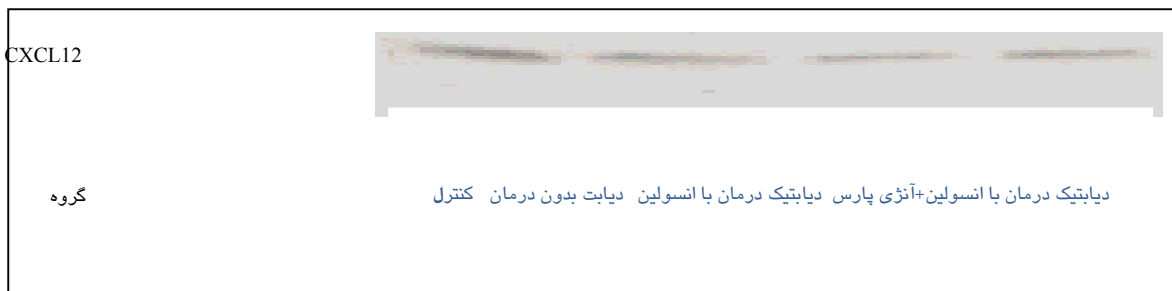 CXCL12
گروه
کنترل دیابت بدون درمان دیابتیک درمان با انسولین دیابتیک درمان با انسولین+آنژی پارس